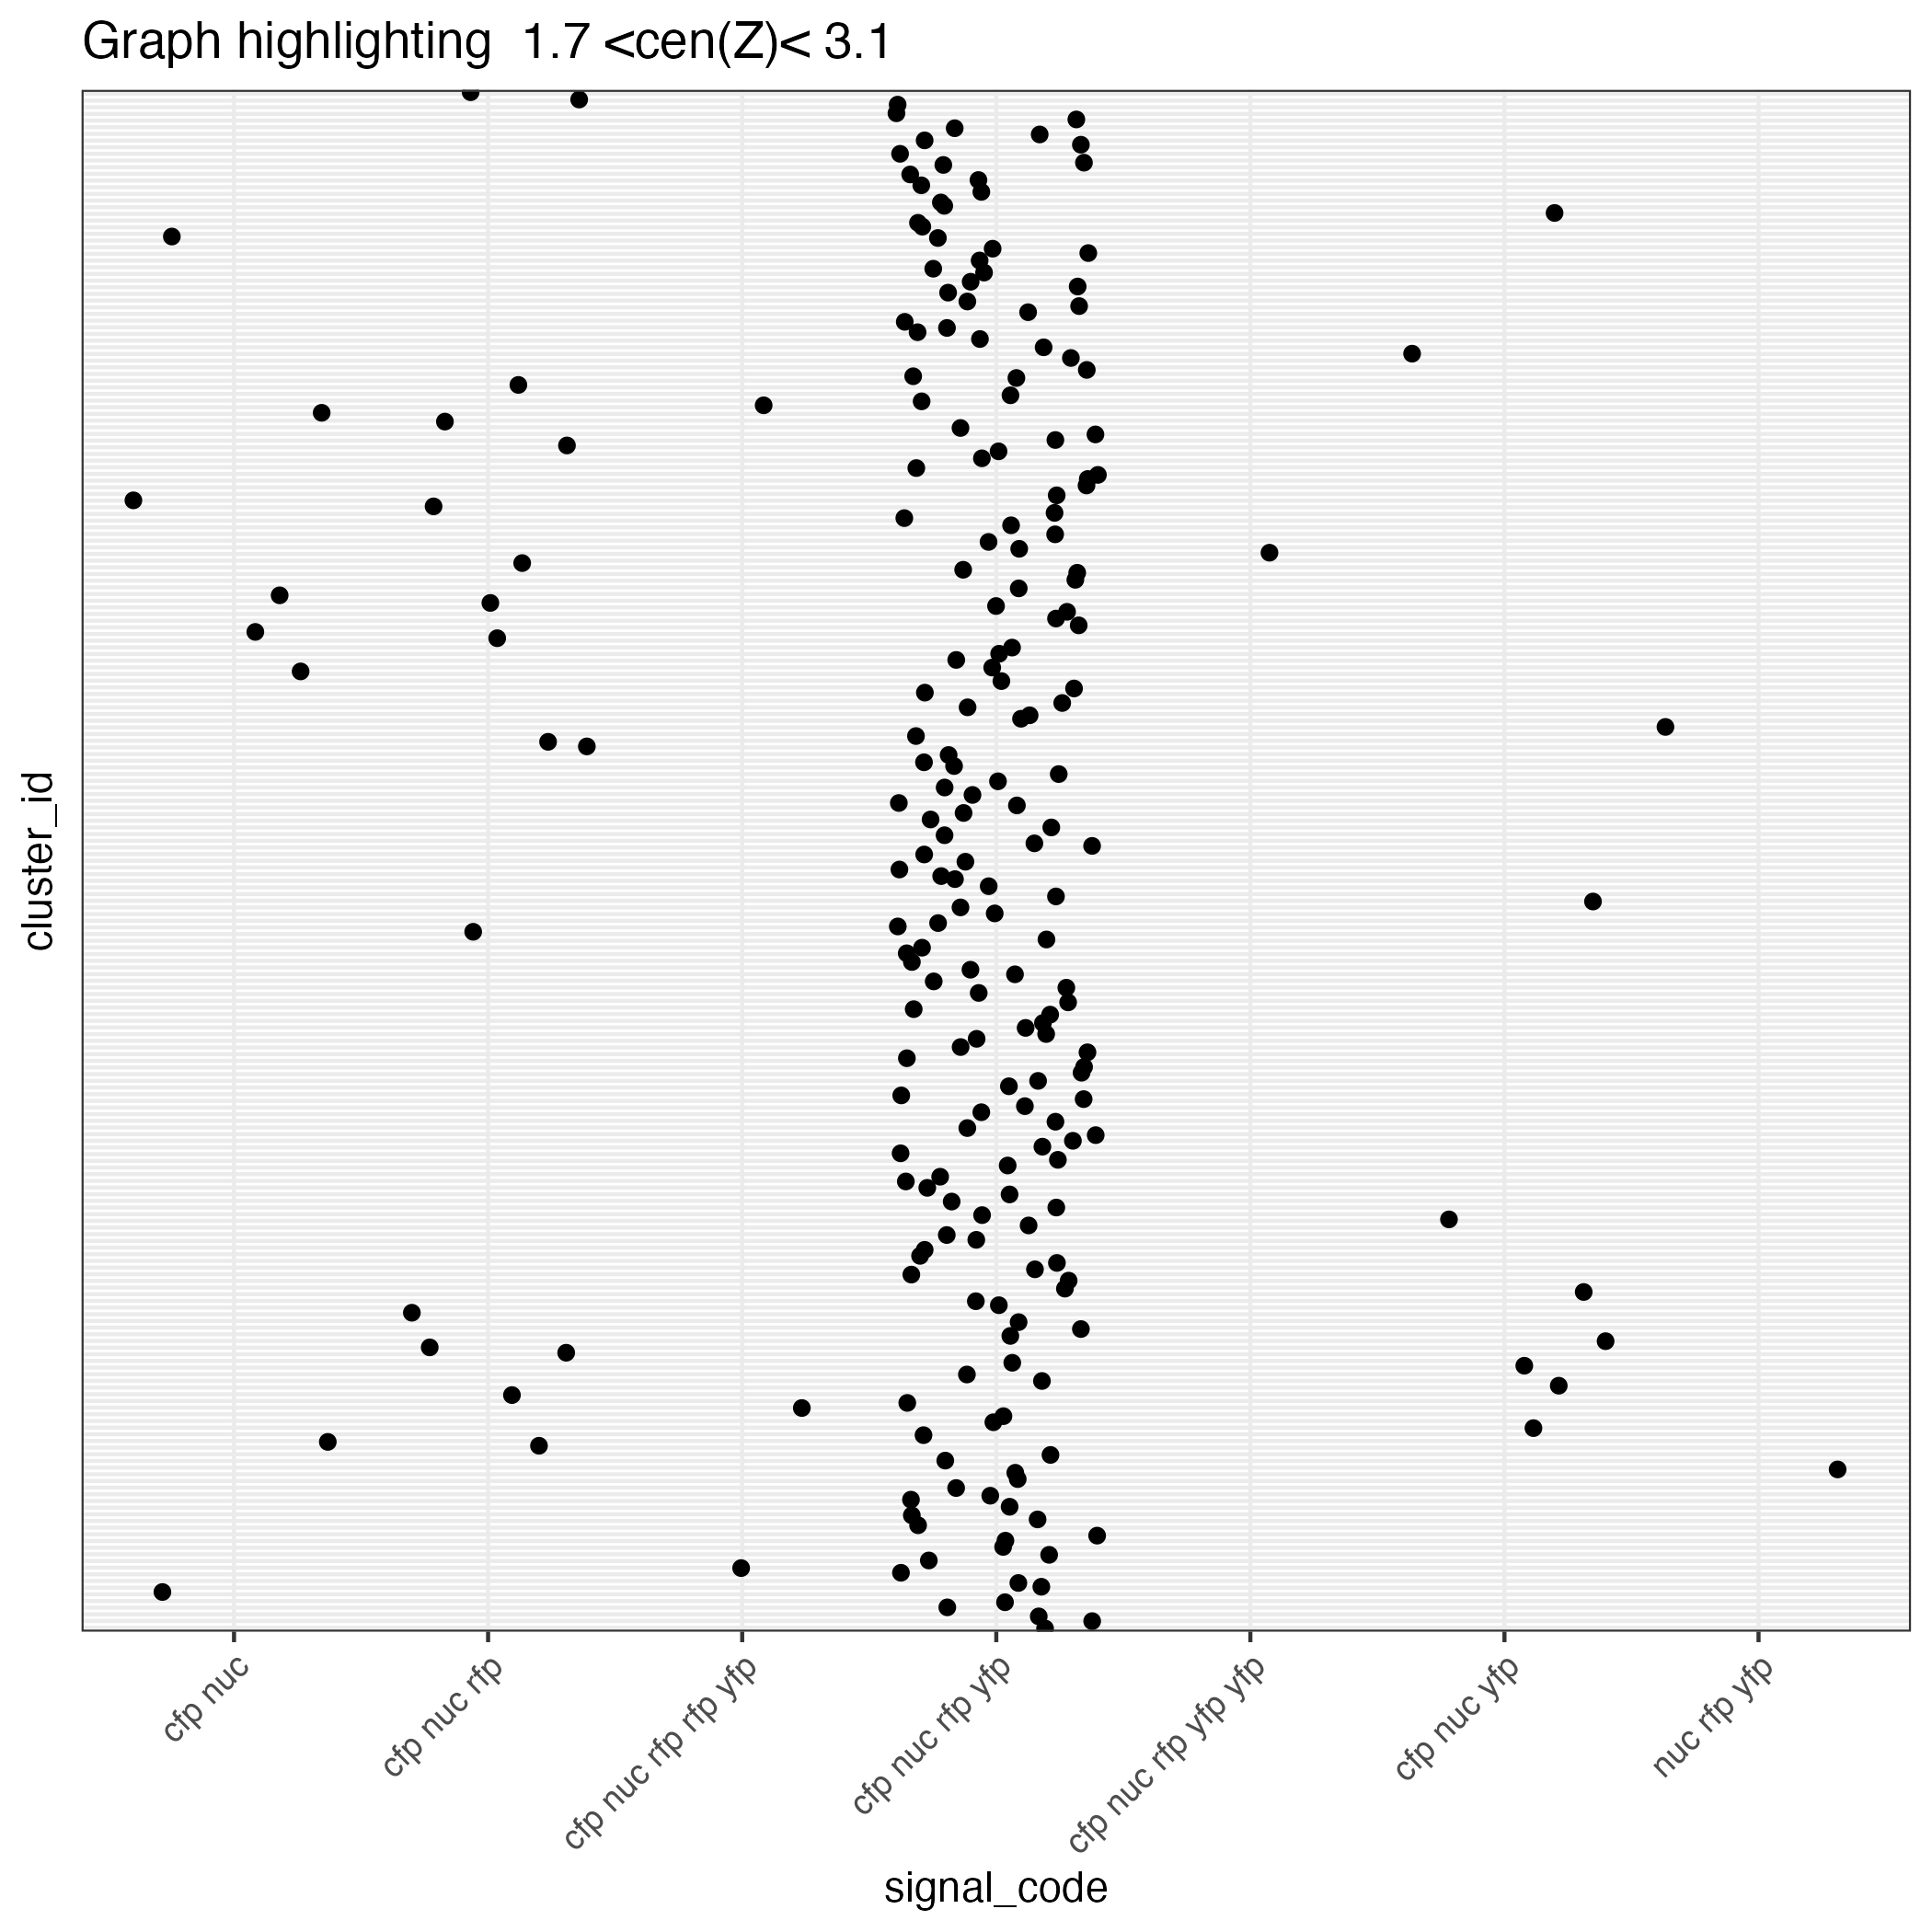 Graph highlighting  1.7 <cen(Z)< 3.1
cluster_id
cfp nuc
cfp nuc rfp
cfp nuc rfp rfp yfp
cfp nuc rfp yfp
cfp nuc rfp yfp yfp
cfp nuc yfp
nuc rfp yfp
signal_code